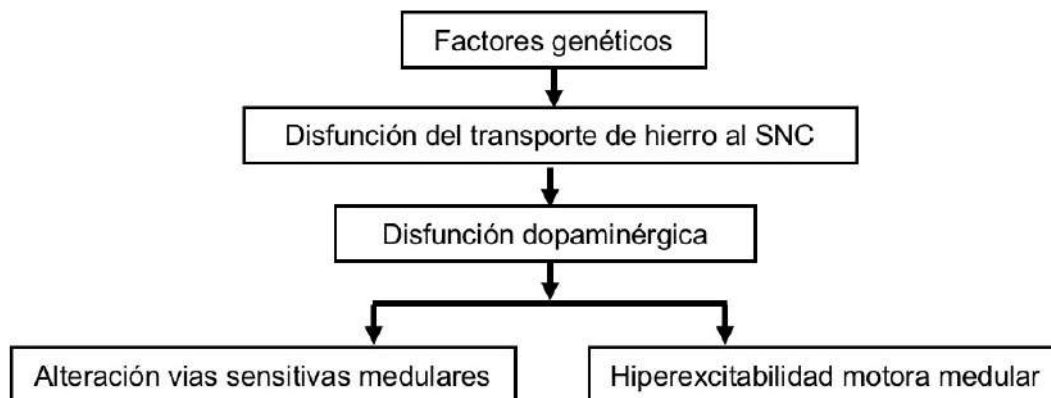 Factores genéticos
Disfunción del transporte de hierro al SNC
Disfunción dopaminérgica
Alteración vias sensitivas medulares
Hiperexcitabilidad motora medular